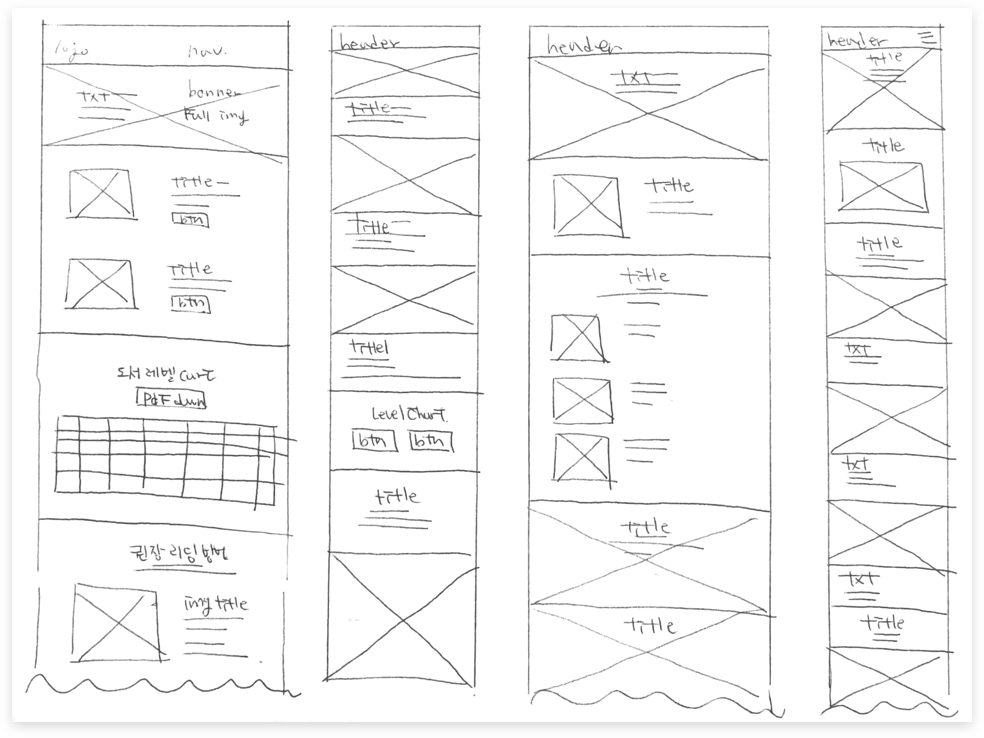 logo nav.
txt
banner
Full img
title
btn
title
btn
도서 레벨 Cart
PdF down
권장 리딩 방법
img title
header
title
title
title
Level Chart.
btn btn
title
header
txt
title
title
title
title
header
title
title
title
txt
txt
txt
title